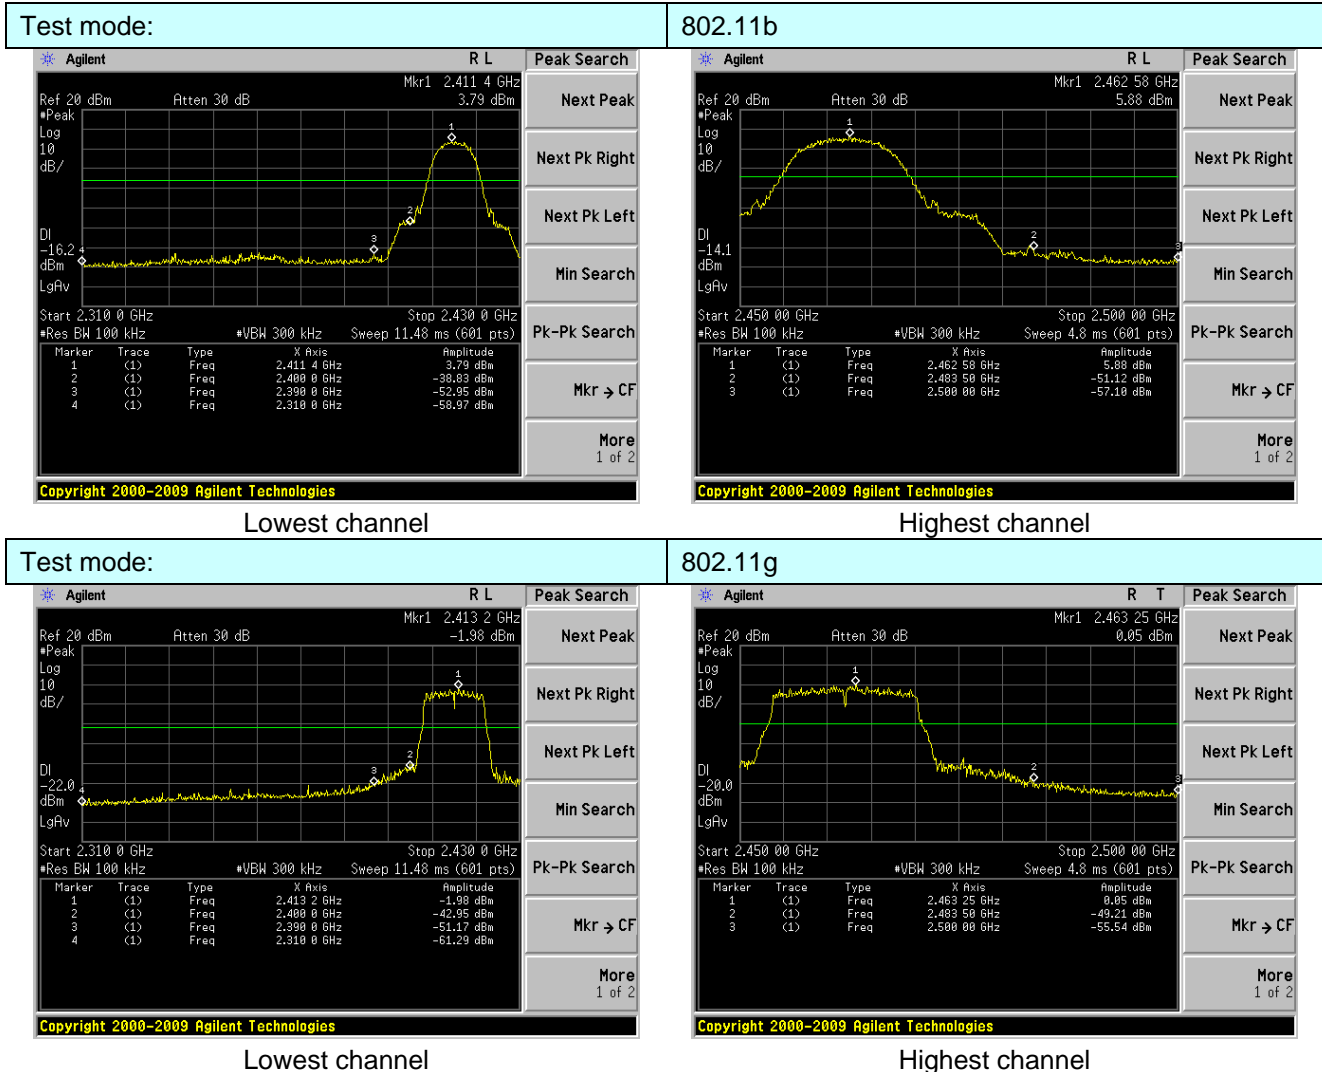 Test mode: 802.11b
Agilent R L Peak Search
Mkr1 2.411 4 GHz
Ref 20 dBm Atten 30 dB 3.79 dBm
#Peak
Log
10
dB/
1
2
3
4
DI
-16.2
dBm
LgAv
Start 2.310 0 GHz Stop 2.430 0 GHz
#Res BW 100 kHz #VBW 300 kHz Sweep 11.48 ms (601 pts)
Marker Trace Type X Axis Amplitude
1 (1) Freq 2.411 4 GHz 3.79 dBm
2 (1) Freq 2.400 0 GHz -38.83 dBm
3 (1) Freq 2.390 0 GHz -52.95 dBm
4 (1) Freq 2.310 0 GHz -58.97 dBm
Next Peak
Next Pk Right
Next Pk Left
Min Search
Pk-Pk Search
Mkr → CF
More
1 of 2
Copyright 2000-2009 Agilent Technologies
Lowest channel
Agilent R L Peak Search
Mkr1 2.462 58 GHz
Ref 20 dBm Atten 30 dB 5.88 dBm
#Peak
Log
10
dB/
1
2
3
DI
-14.1
dBm
LgAv
Start 2.450 00 GHz Stop 2.500 00 GHz
#Res BW 100 kHz #VBW 300 kHz Sweep 4.8 ms (601 pts)
Marker Trace Type X Axis Amplitude
1 (1) Freq 2.462 58 GHz 5.88 dBm
2 (1) Freq 2.483 50 GHz -51.12 dBm
3 (1) Freq 2.500 00 GHz -57.10 dBm
Next Peak
Next Pk Right
Next Pk Left
Min Search
Pk-Pk Search
Mkr → CF
More
1 of 2
Copyright 2000-2009 Agilent Technologies
Highest channel
Test mode: 802.11g
Agilent R L Peak Search
Mkr1 2.413 2 GHz
Ref 20 dBm Atten 30 dB -1.98 dBm
#Peak
Log
10
dB/
1
2
3
4
DI
-22.0
dBm
LgAv
Start 2.310 0 GHz Stop 2.430 0 GHz
#Res BW 100 kHz #VBW 300 kHz Sweep 11.48 ms (601 pts)
Marker Trace Type X Axis Amplitude
1 (1) Freq 2.413 2 GHz -1.98 dBm
2 (1) Freq 2.400 0 GHz -42.95 dBm
3 (1) Freq 2.390 0 GHz -51.17 dBm
4 (1) Freq 2.310 0 GHz -61.29 dBm
Next Peak
Next Pk Right
Next Pk Left
Min Search
Pk-Pk Search
Mkr → CF
More
1 of 2
Copyright 2000-2009 Agilent Technologies
Lowest channel
Agilent R T Peak Search
Mkr1 2.463 25 GHz
Ref 20 dBm Atten 30 dB 0.05 dBm
#Peak
Log
10
dB/
1
2
3
DI
-20.0
dBm
LgAv
Start 2.450 00 GHz Stop 2.500 00 GHz
#Res BW 100 kHz #VBW 300 kHz Sweep 4.8 ms (601 pts)
Marker Trace Type X Axis Amplitude
1 (1) Freq 2.463 25 GHz 0.05 dBm
2 (1) Freq 2.483 50 GHz -49.21 dBm
3 (1) Freq 2.500 00 GHz -55.54 dBm
Next Peak
Next Pk Right
Next Pk Left
Min Search
Pk-Pk Search
Mkr → CF
More
1 of 2
Copyright 2000-2009 Agilent Technologies
Highest channel